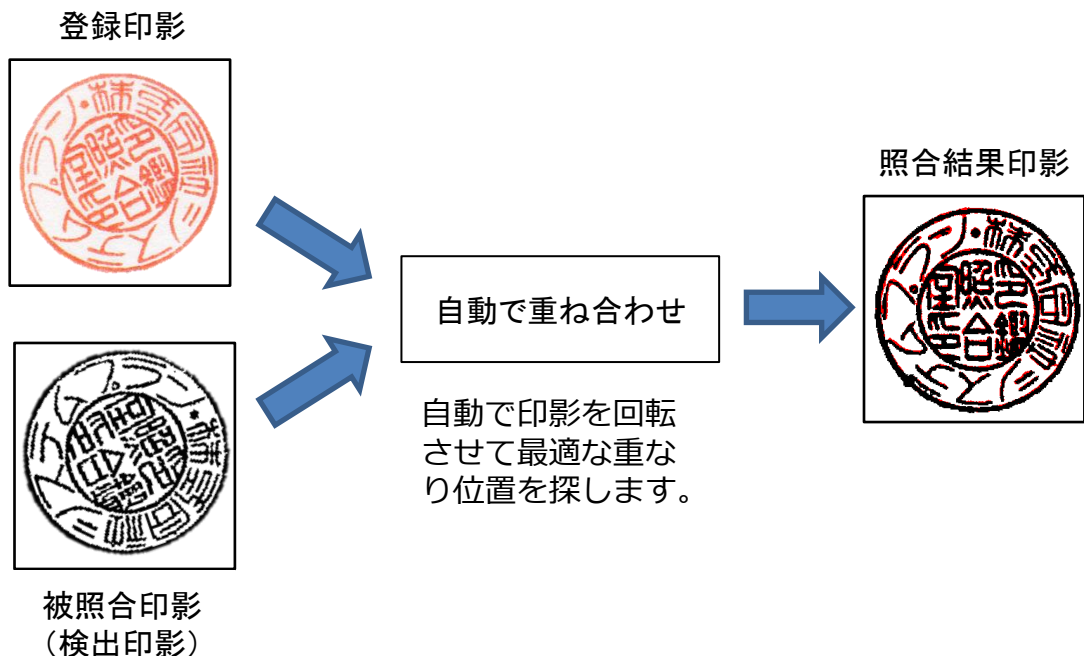 登録印影
被照合印影
（検出印影）
自動で重ね合わせ
自動で印影を回転
させて最適な重な
り位置を探します。
照合結果印影